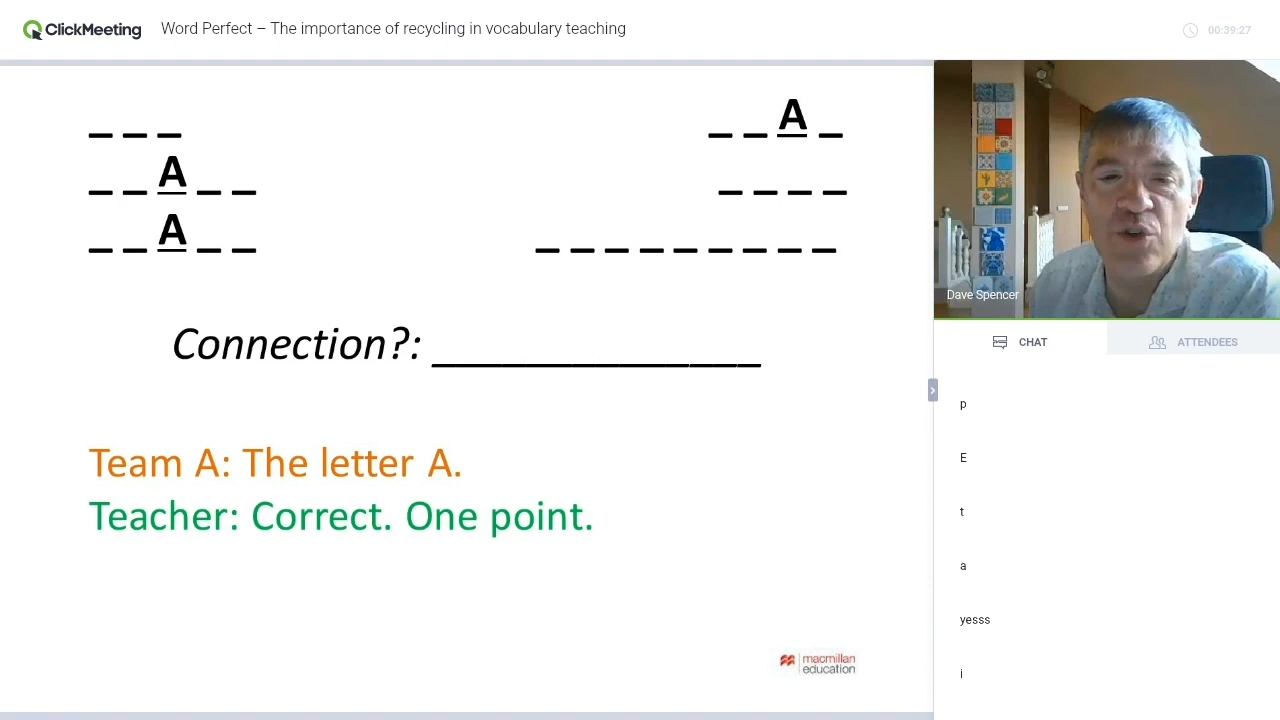 ClickMeeting Word Perfect – The importance of recycling in vocabulary teaching 00:39:27
_ _ _
_ _ A _ _
_ _ A _ _
_ _ A _
_ _ _ _
_ _ _ _ _ _ _ _ _
Connection?: ______________
Team A: The letter A.
Teacher: Correct. One point.
macmillan
education
Dave Spencer
CHAT ATTENDEES
p
E
t
a
yesss
i